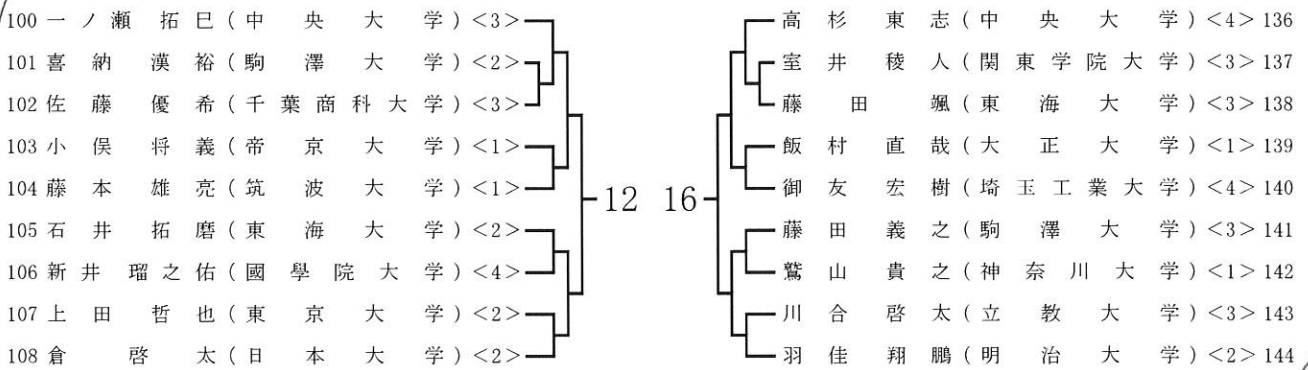 100 一ノ瀬 拓巳 (中央大学) <3>
101 喜納 漢裕 (駒澤大学) <2>
102 佐藤 優希 (千葉商科大学) <3>
103 小俣 将義 (帝京大学) <1>
104 藤本 雄亮 (筑波大学) <1>
12
105 石井 拓磨 (東海大学) <2>
106 新井 瑠之佑 (國學院大学) <4>
107 上田 哲也 (東京大学) <2>
108 倉 啓太 (日本大学) <2>
高杉 東志 (中央大学) <4> 136
室井 稜人 (関東学院大学) <3> 137
藤田 颯 (東海大学) <3> 138
飯村 直哉 (大正大学) <1> 139
御友 宏樹 (埼玉工業大学) <4> 140
16
藤田 義之 (駒澤大学) <3> 141
鷲山 貴之 (神奈川大学) <1> 142
川合 啓太 (立教大学) <3> 143
羽佳 翔鵬 (明治大学) <2> 144